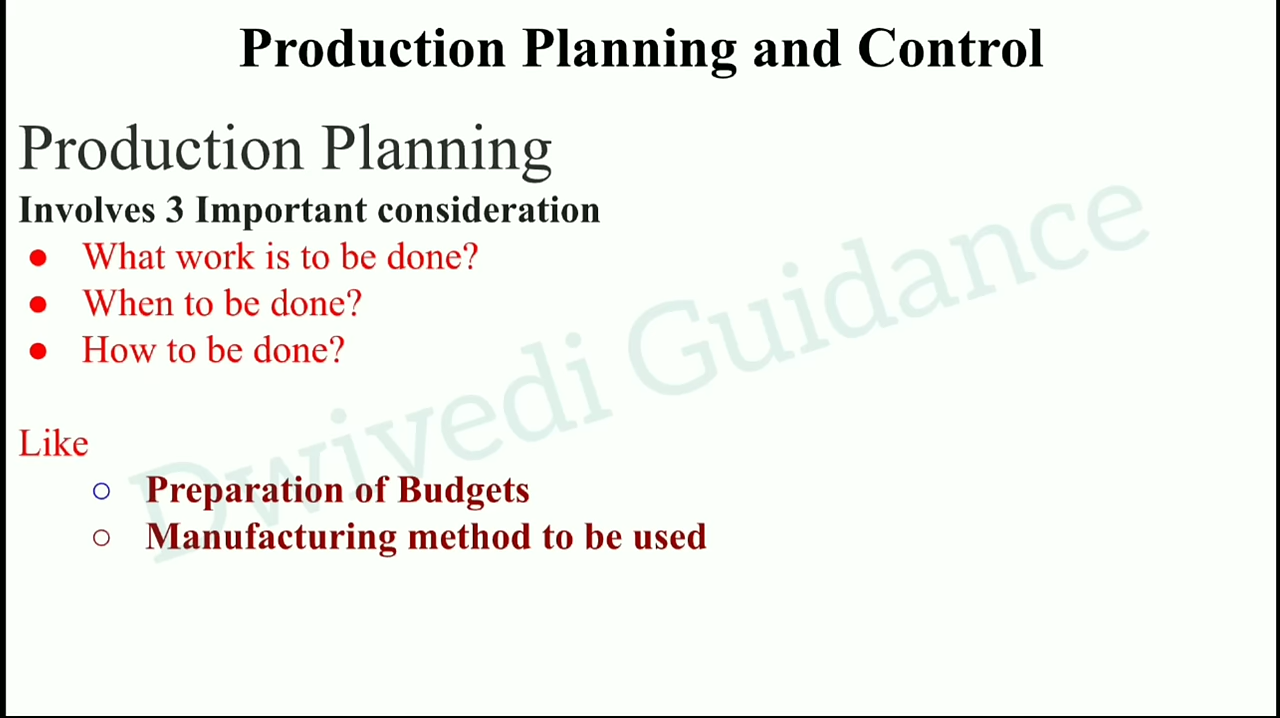 Production Planning and Control
Production Planning
Involves 3 Important consideration
● What work is to be done?
● When to be done?
● How to be done?
Like
○ Preparation of Budgets
○ Manufacturing method to be used
Dwivedi Guidance